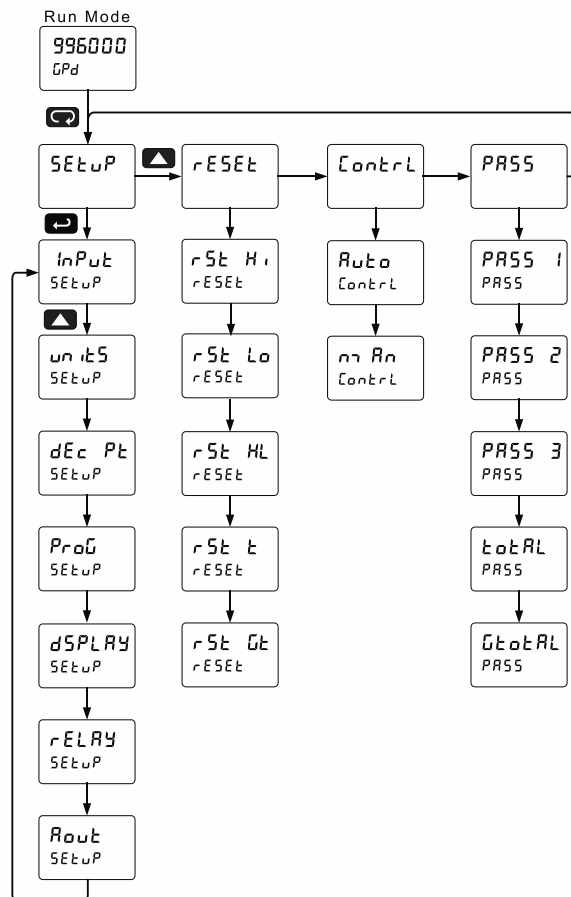 Run Mode
996000
GPd
SEtuP
rESEt
ContrL
PASS
InPut
SEtuP
rSt Hi
rESEt
Auto
ContrL
PASS 1
PASS
unitS
SEtuP
rSt Lo
rESEt
mAn
ContrL
PASS 2
PASS
dEc Pt
SEtuP
rSt HL
rESEt
PASS 3
PASS
ProG
SEtuP
rSt t
rESEt
totAL
PASS
dSPLAY
SEtuP
rSt Gt
rESEt
GtotAL
PASS
rELAY
SEtuP
Aout
SEtuP